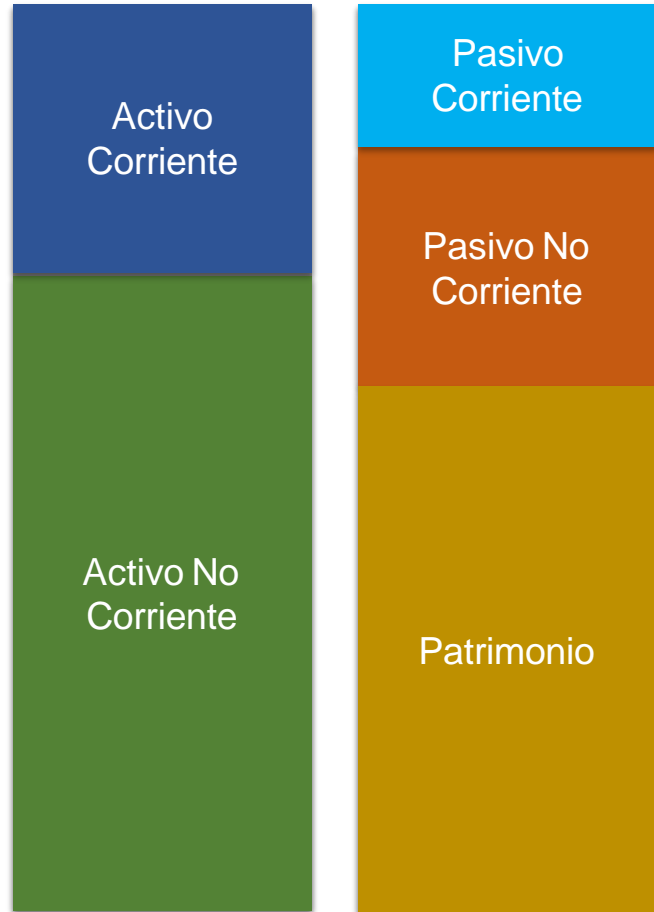 Activo
Corriente
Activo No
Corriente
Pasivo
Corriente
Pasivo No
Corriente
Patrimonio